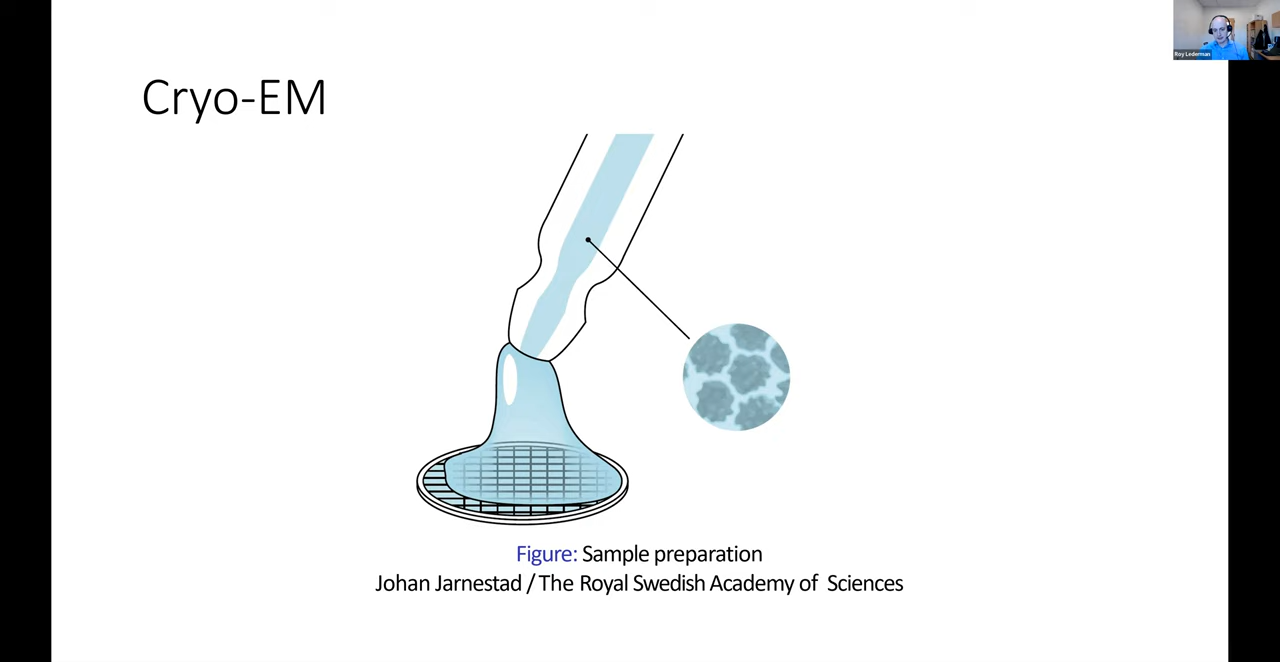 Roy Lederman
Cryo-EM
Figure: Sample preparation
Johan Jarnestad / The Royal Swedish Academy of Sciences